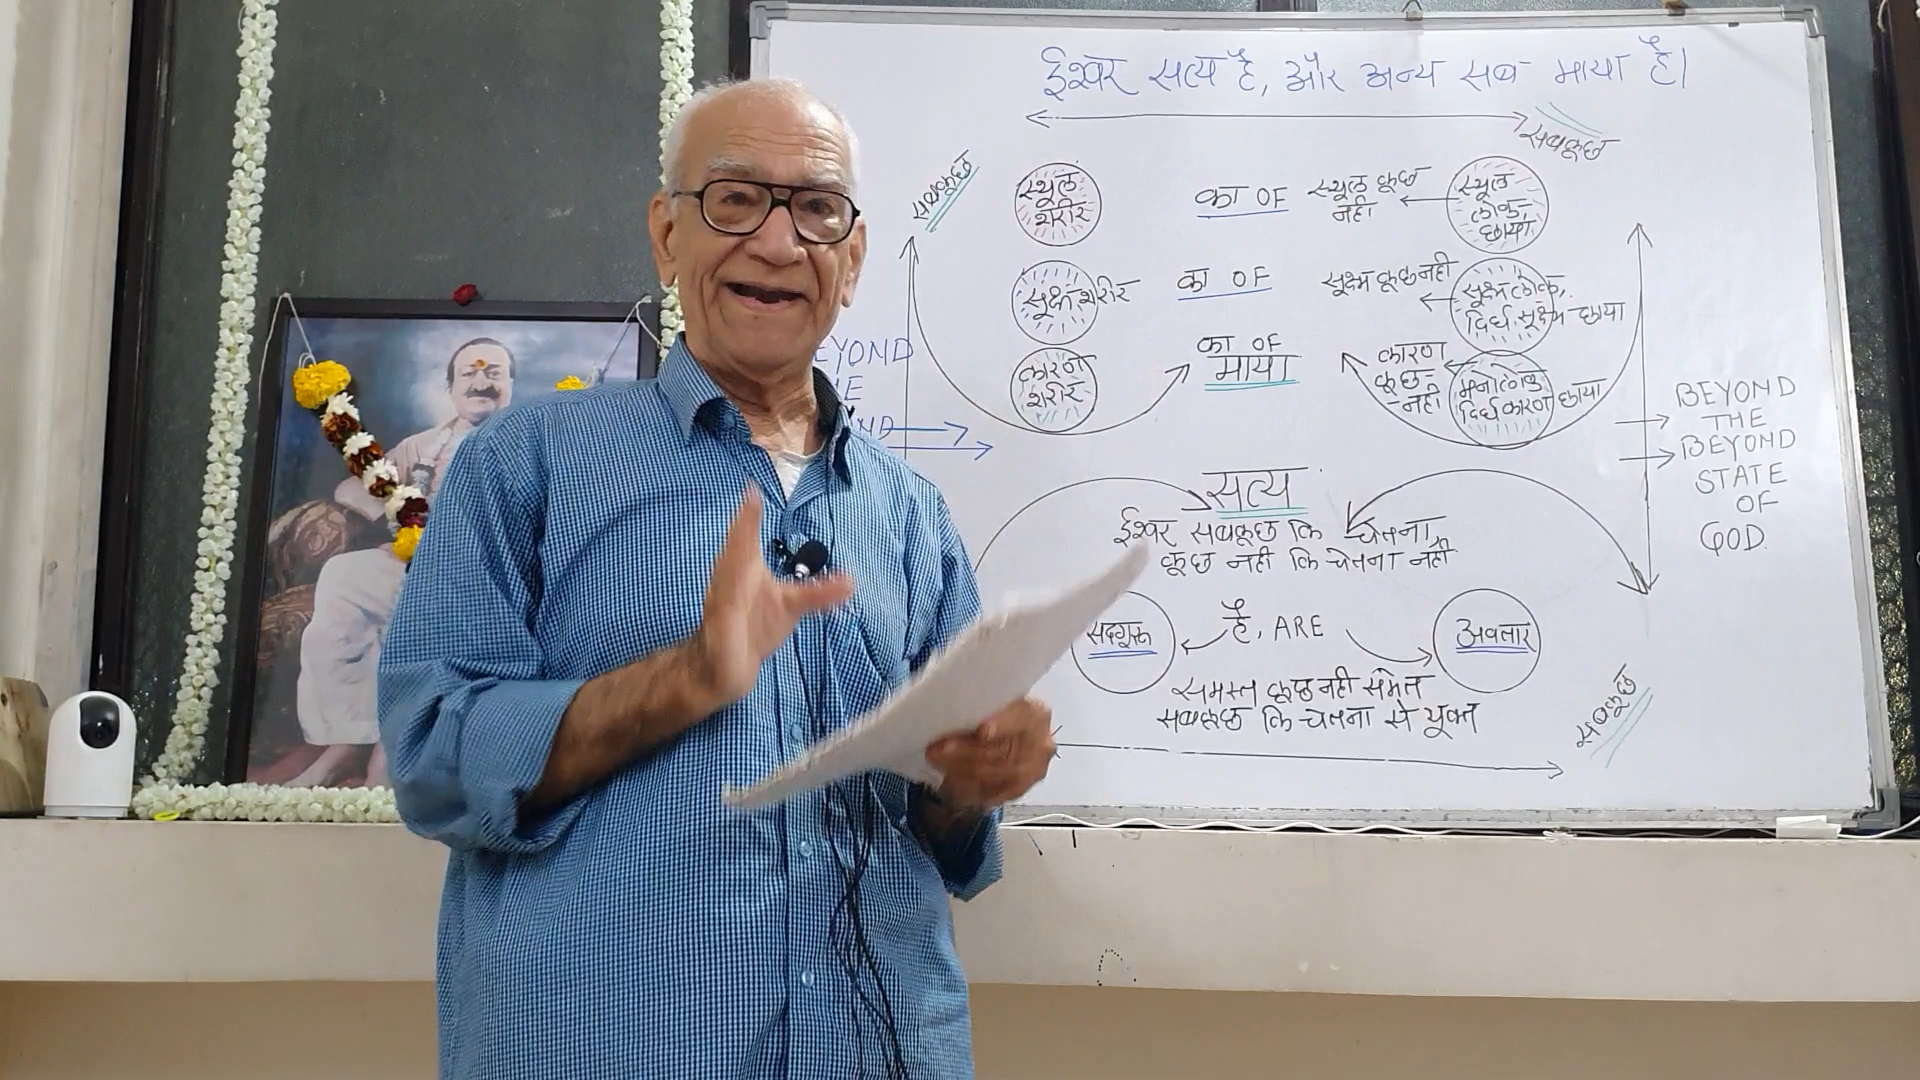 ईश्वर सत्य है, और अन्य सब माया है।
सबकूछ
सबकूछ
स्थूल
शरीर
का OF
स्थूल कूछ
नही
स्थूल
लोक,
छाया
सूक्ष्म शरीर
का OF
सूक्ष्म कूछ नही
सूक्ष्म लोक,
सूक्ष्म छाया
कारण
शरीर
का OF
माया
कारण
कूछ
नही
मनोलोक
कारण छाया
EYOND
BEYOND
THE
BEYOND
STATE
OF
GOD.
सत्य
ईश्वर सबकूछ कि चेतना
कूछ नही कि चेतना नही
सदगुरू
है, ARE
अवतार
समस्त कूछ नही समेत
सबकूछ कि चेतना से यूक्त
सबकूछ